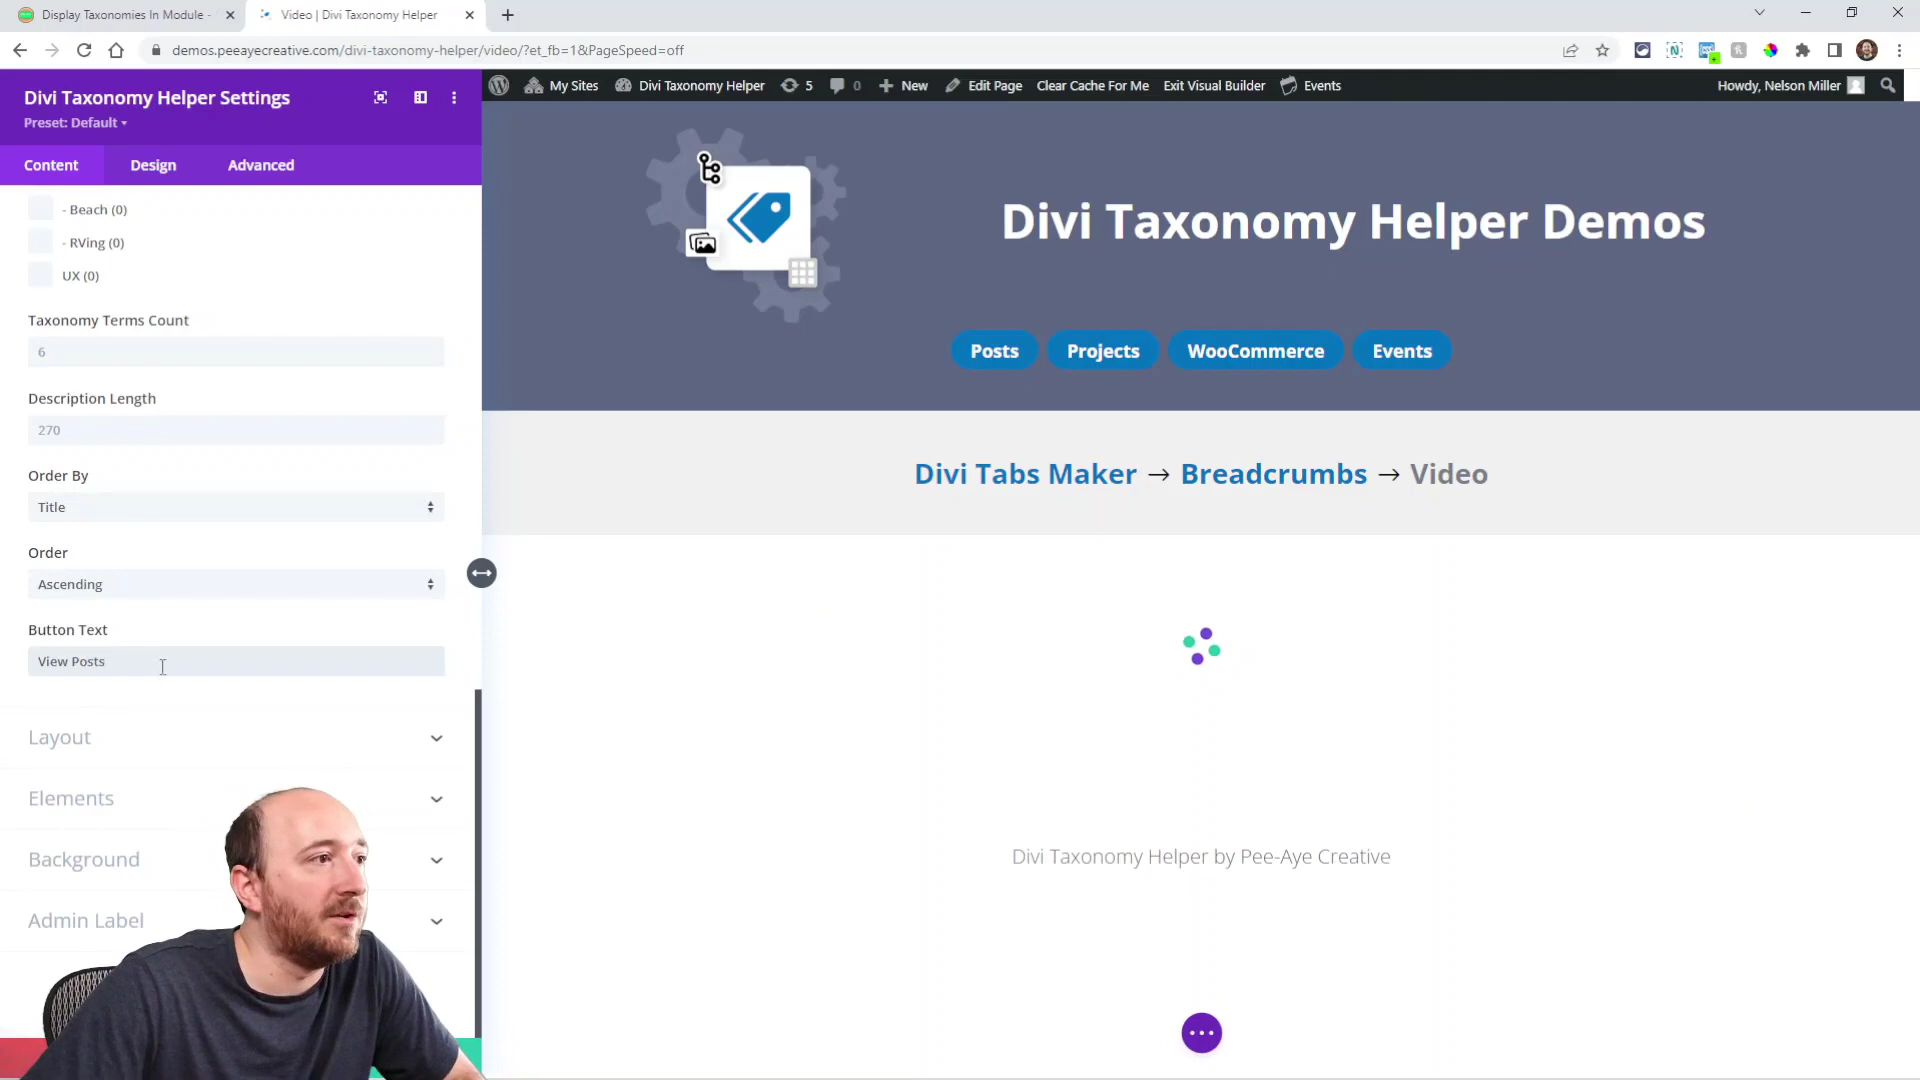 Display Taxonomies In Module -
Video | Divi Taxonomy Helper
demos.peeayecreative.com/divi-taxonomy-helper/video/?et_fb=1&PageSpeed=off
My Sites
Divi Taxonomy Helper
5
0
New
Edit Page
Clear Cache For Me
Exit Visual Builder
Events
Howdy, Nelson Miller
Divi Taxonomy Helper Settings
Preset: Default
Content
Design
Advanced
- Beach (0)
- RVing (0)
UX (0)
Taxonomy Terms Count
6
Description Length
270
Order By
Title
Order
Ascending
Button Text
View Posts
Layout
Elements
Background
Admin Label
Divi Taxonomy Helper Demos
Posts
Projects
WooCommerce
Events
Divi Tabs Maker → Breadcrumbs → Video
Divi Taxonomy Helper by Pee-Aye Creative